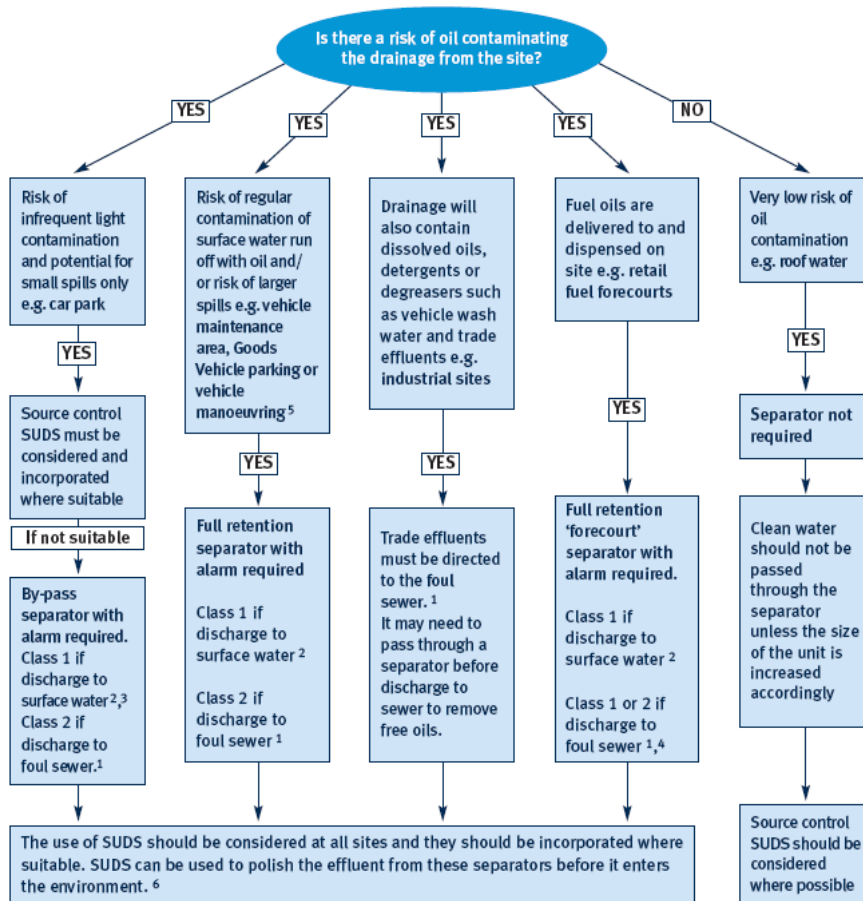 Is there a risk of oil contaminating
the drainage from the site?
YES
YES
YES
YES
NO
Risk of
infrequent light
contamination
and potential for
small spills only
e.g. car park
YES
Source control
SUDS must be
considered and
incorporated
where suitable
If not suitable
By-pass
separator with
alarm required.
Class 1 if
discharge to
surface water 2,3
Class 2 if
discharge to
foul sewer.1
Risk of regular
contamination of
surface water run
off with oil and/
or risk of larger
spills e.g. vehicle
maintenance
area, Goods
Vehicle parking or
vehicle
manoeuvring 5
YES
Full retention
separator with
alarm required
Class 1 if
discharge to
surface water 2
Class 2 if
discharge to
foul sewer 1
Drainage will
also contain
dissolved oils,
detergents or
degreasers such
as vehicle wash
water and trade
effluents e.g.
industrial sites
YES
Trade effluents
must be directed
to the foul
sewer. 1
It may need to
pass through a
separator before
discharge to
sewer to remove
free oils.
Fuel oils are
delivered to and
dispensed on
site e.g. retail
fuel forecourts
YES
Full retention
‘forecourt’
separator with
alarm required.
Class 1 if
discharge to
surface water 2
Class 1 or 2 if
discharge to
foul sewer 1,4
Very low risk of
oil
contamination
e.g. roof water
YES
Separator not
required
Clean water
should not be
passed
through the
separator
unless the size
of the unit is
increased
accordingly
Source control
SUDS should be
considered
where possible
The use of SUDS should be considered at all sites and they should be incorporated where
suitable. SUDS can be used to polish the effluent from these separators before it enters
the environment. 6